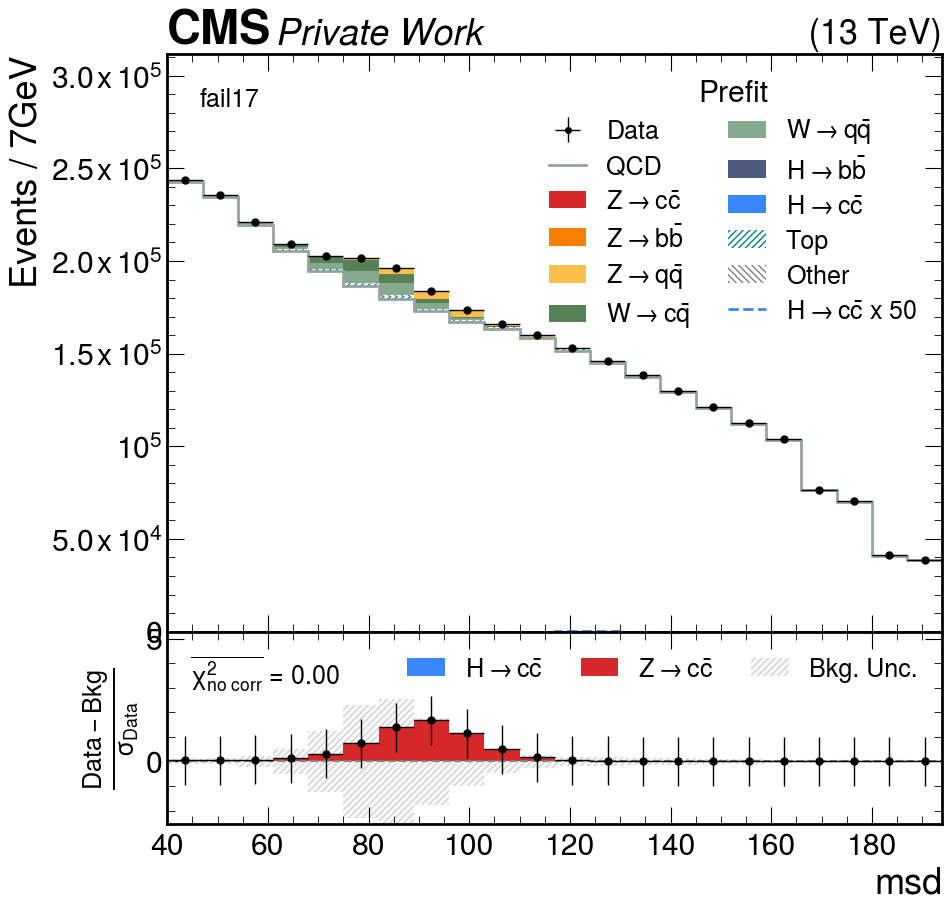 CMS Private Work (13 TeV)
Events / 7GeV
3.0 x 10⁵
2.5 x 10⁵
2.0 x 10⁵
1.5 x 10⁵
10⁵
5.0 x 10⁴
0
fail17
Prefit
Data
QCD
Z → cc̄
Z → bb̄
Z → qq̄
W → cq̄
W → qq̄
H → bb̄
H → cc̄
Top
Other
H → cc̄ x 50
5
0
Data – Bkg
σ_Data
χ²_no corr = 0.00
H → cc̄
Z → cc̄
Bkg. Unc.
40 60 80 100 120 140 160 180
msd